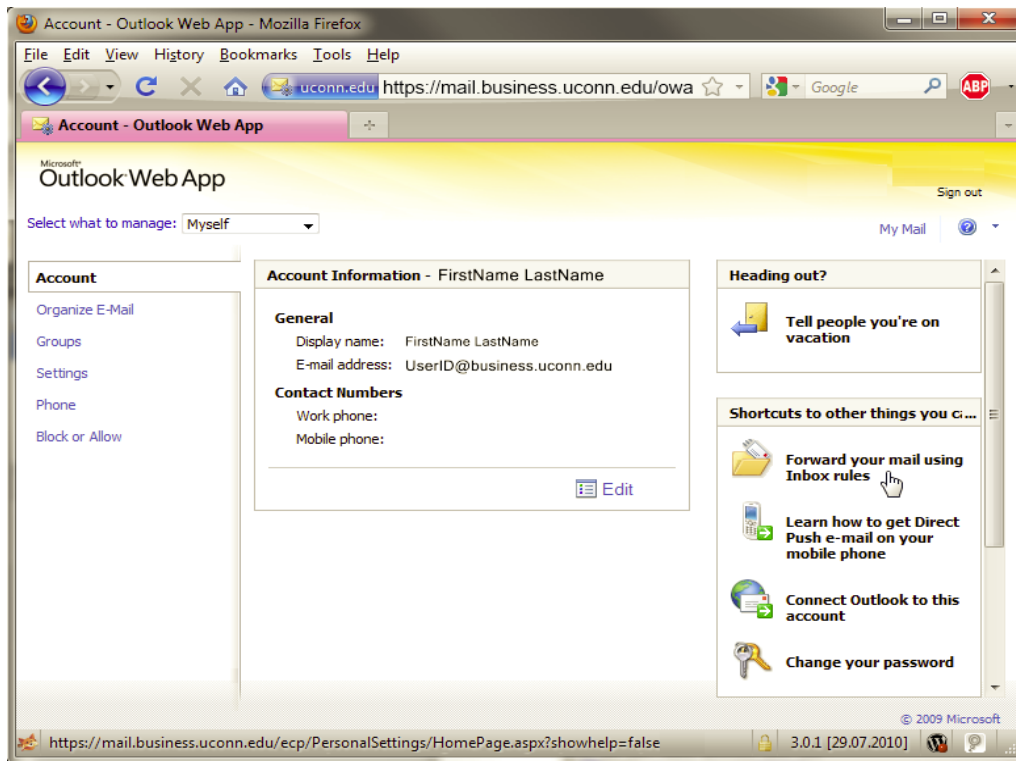 Account - Outlook Web App - Mozilla Firefox
File Edit View History Bookmarks Tools Help
uconn.edu https://mail.business.uconn.edu/owa Google ABP
Account - Outlook Web App
Microsoft®
Outlook Web App
Sign out
Select what to manage: Myself
My Mail
Account
Organize E-Mail
Groups
Settings
Phone
Block or Allow
Account Information - FirstName LastName
General
Display name: FirstName LastName
E-mail address: UserID@business.uconn.edu
Contact Numbers
Work phone:
Mobile phone:
Edit
Heading out?
Tell people you're on
vacation
Shortcuts to other things you ca...
Forward your mail using
Inbox rules
Learn how to get Direct
Push e-mail on your
mobile phone
Connect Outlook to this
account
Change your password
© 2009 Microsoft
https://mail.business.uconn.edu/ecp/PersonalSettings/HomePage.aspx?showhelp=false 3.0.1 [29.07.2010]